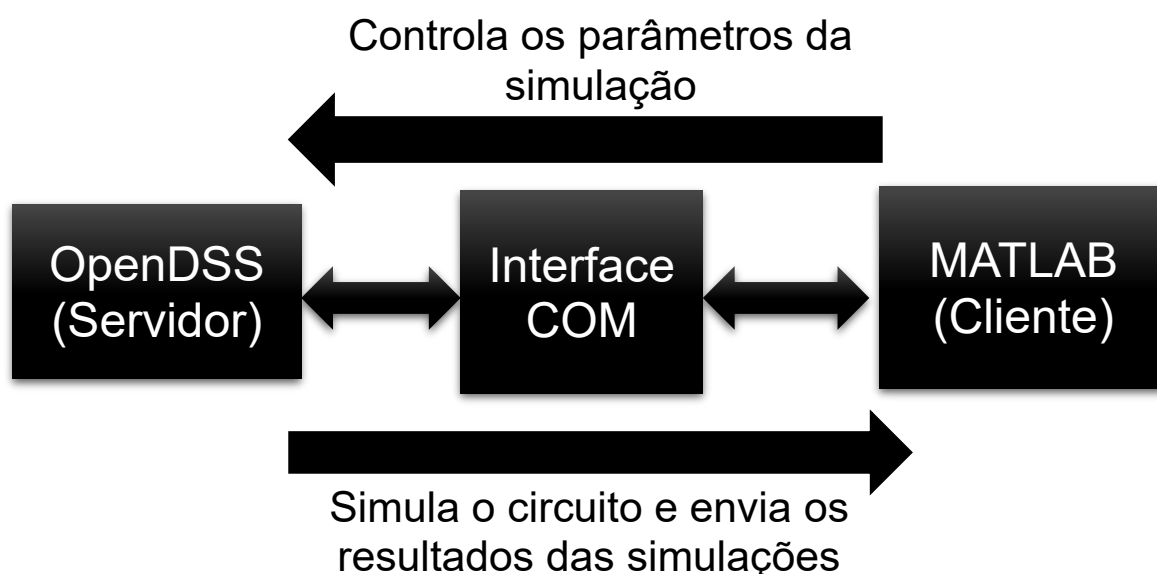 Controla os parâmetros da
simulação
OpenDSS
(Servidor)
Interface
COM
MATLAB
(Cliente)
Simula o circuito e envia os
resultados das simulações